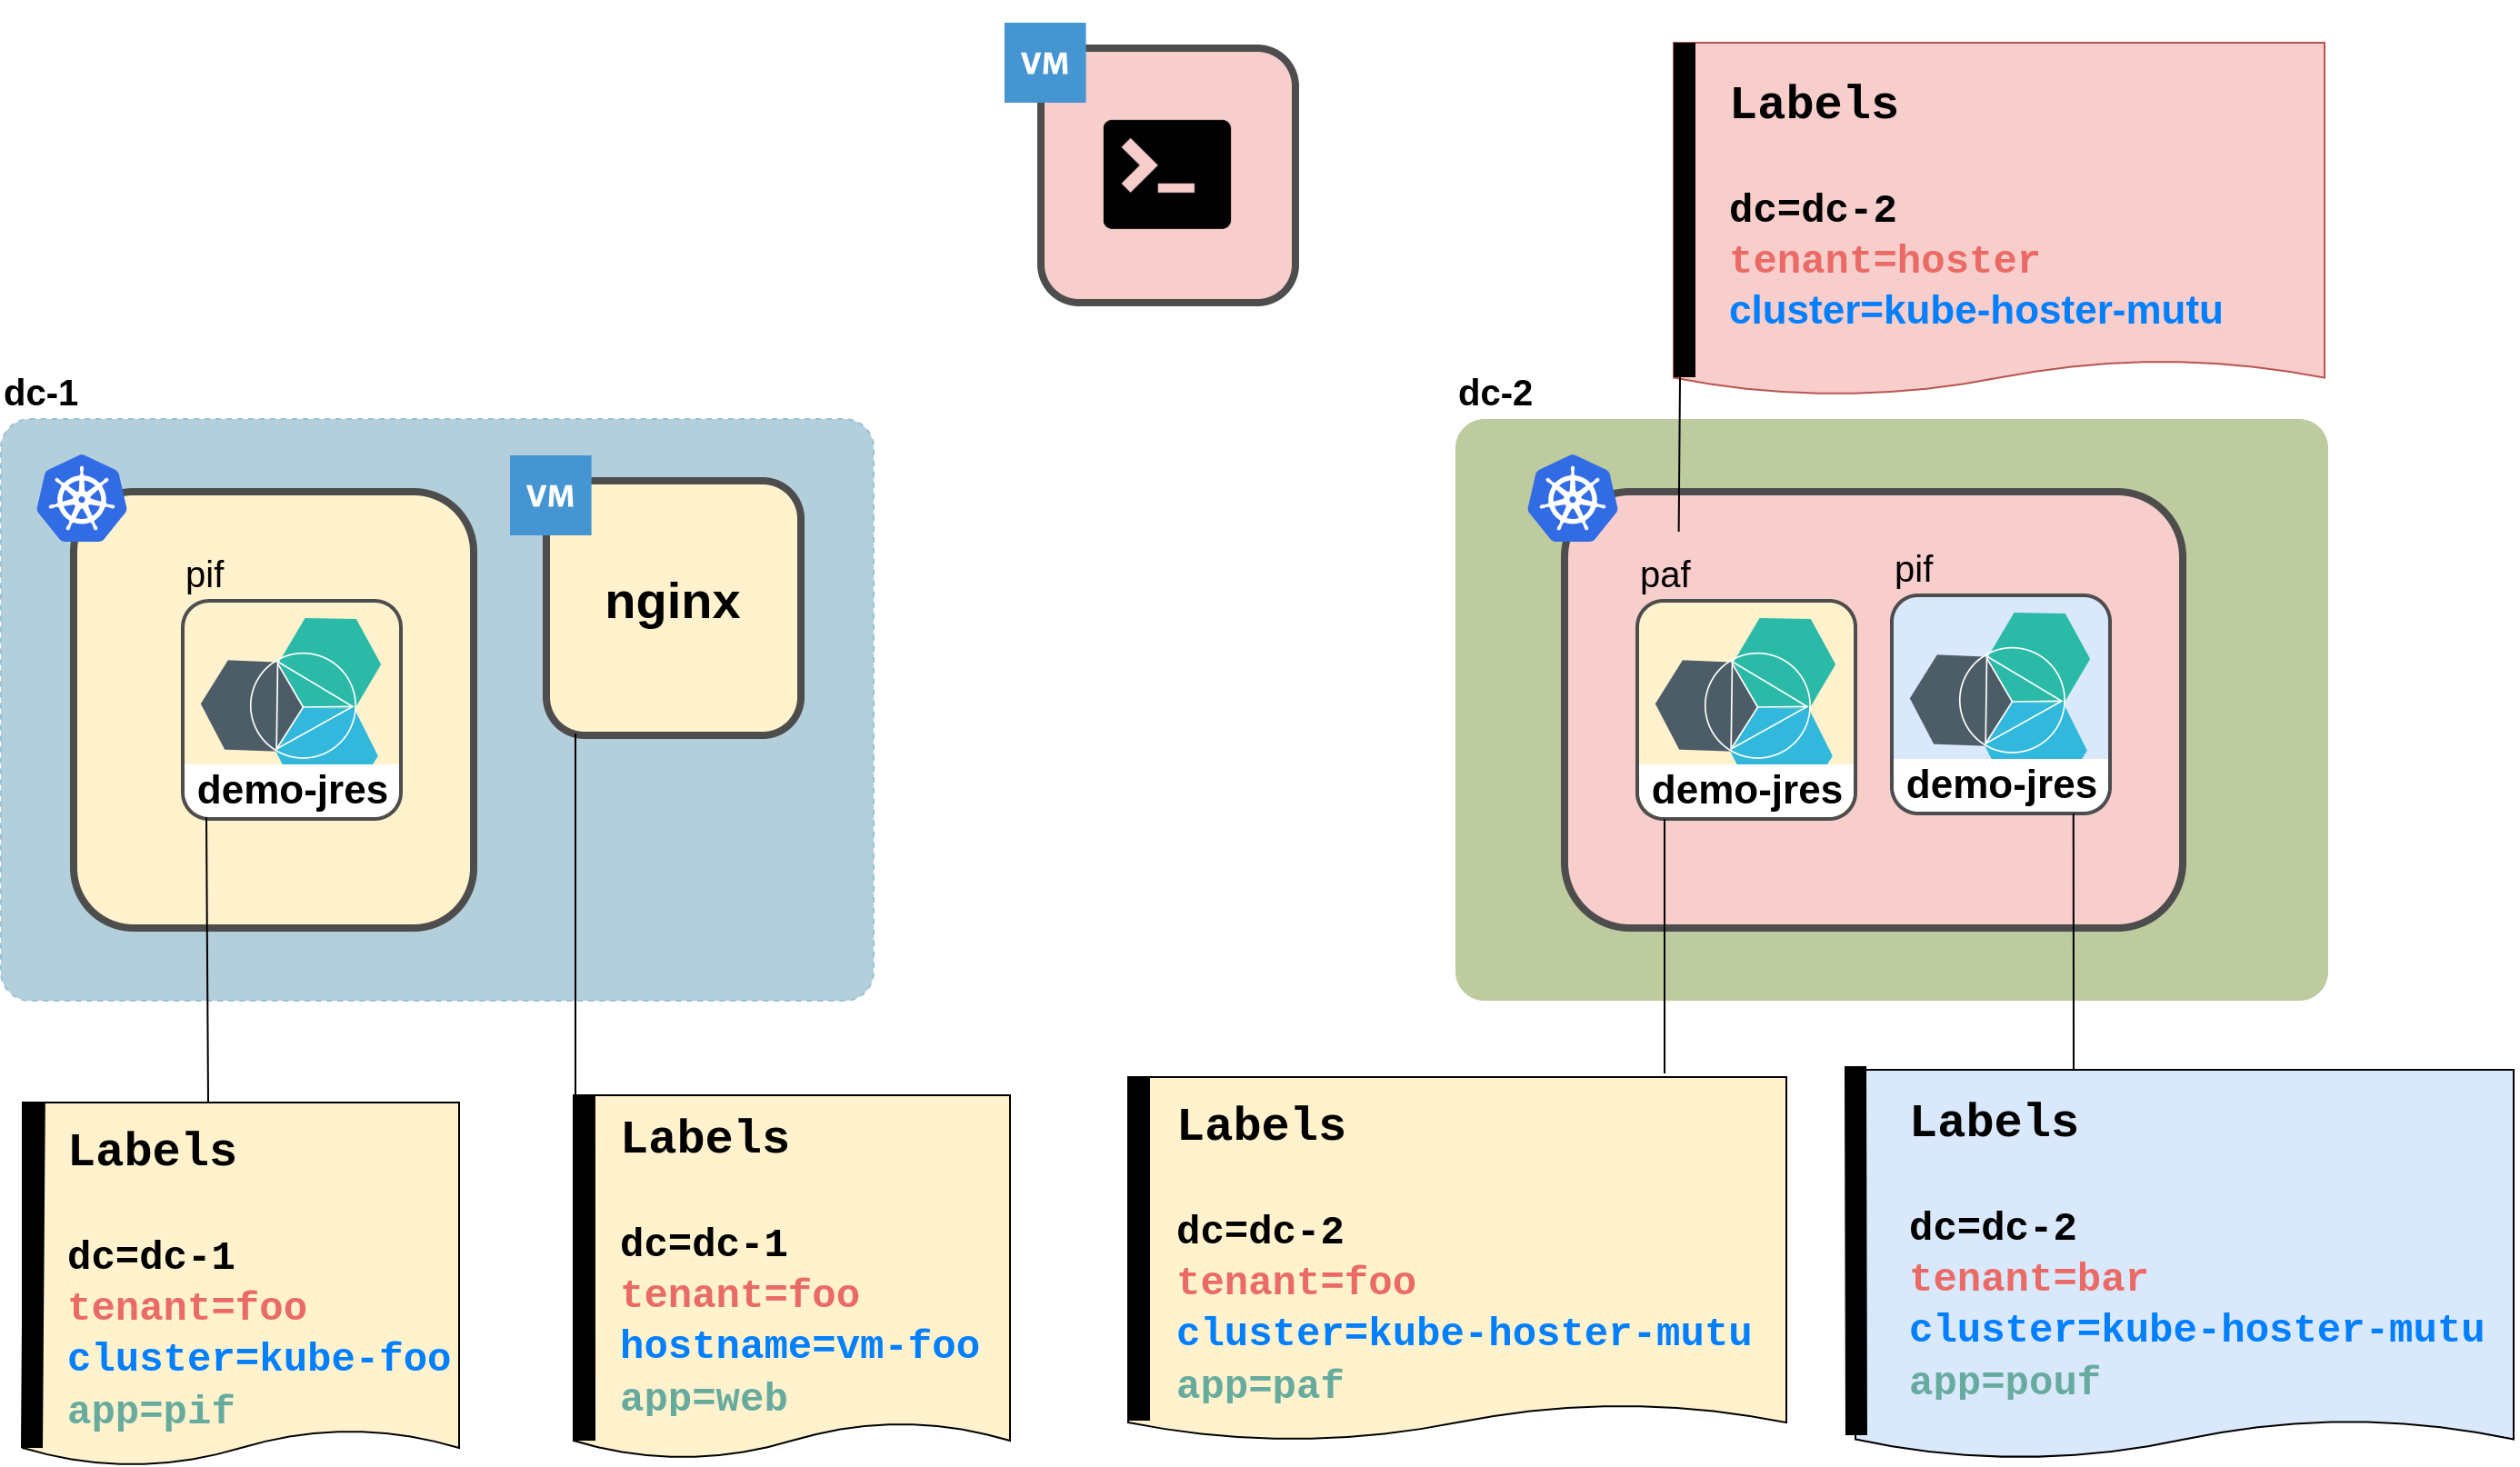 VM
Labels
dc=dc-2
tenant=hoster
cluster=kube-hoster-mutu
dc-1
VM
pif
demo-jres
nginx
dc-2
paf
demo-jres
pif
demo-jres
Labels
dc=dc-1
tenant=foo
cluster=kube-foo
app=pif
Labels
dc=dc-1
tenant=foo
hostname=vm-foo
app=web
Labels
dc=dc-2
tenant=foo
cluster=kube-hoster-mutu
app=paf
Labels
dc=dc-2
tenant=bar
cluster=kube-hoster-mutu
app=pouf